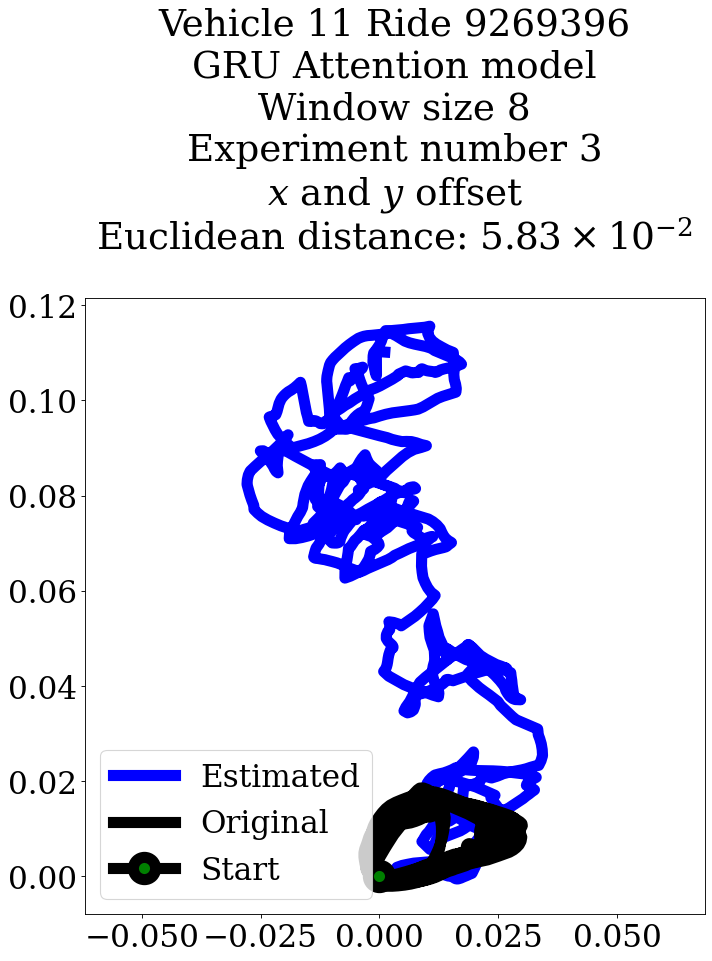 Vehicle 11 Ride 9269396
GRU Attention model
Window size 8
Experiment number 3
x and y offset
Euclidean distance: 5.83 × 10⁻²
0.12
0.10
0.08
0.06
0.04
0.02
0.00
Estimated
Original
Start
−0.050 −0.025 0.000 0.025 0.050